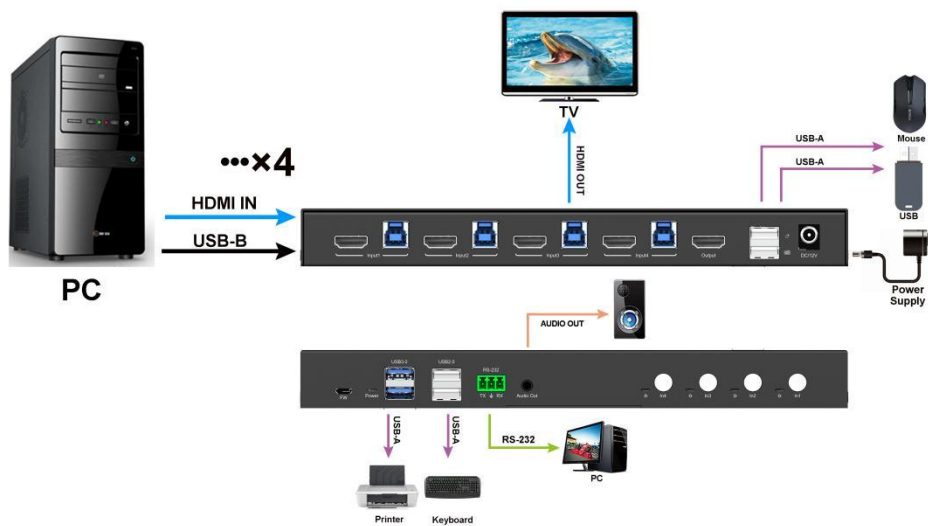 TV
Mouse
USB-A
USB-A
USB
HDMI OUT
•••×4
HDMI IN
USB-B
PC
Input1
Input2
Input3
Input4
Output
DC/12V
Power
Supply
AUDIO OUT
USB3.0
USB2.0
RS-232
FW
Power
TX
RX
Audio Out
In4
In3
In2
In1
USB-A
USB-A
RS-232
PC
Printer
Keyboard